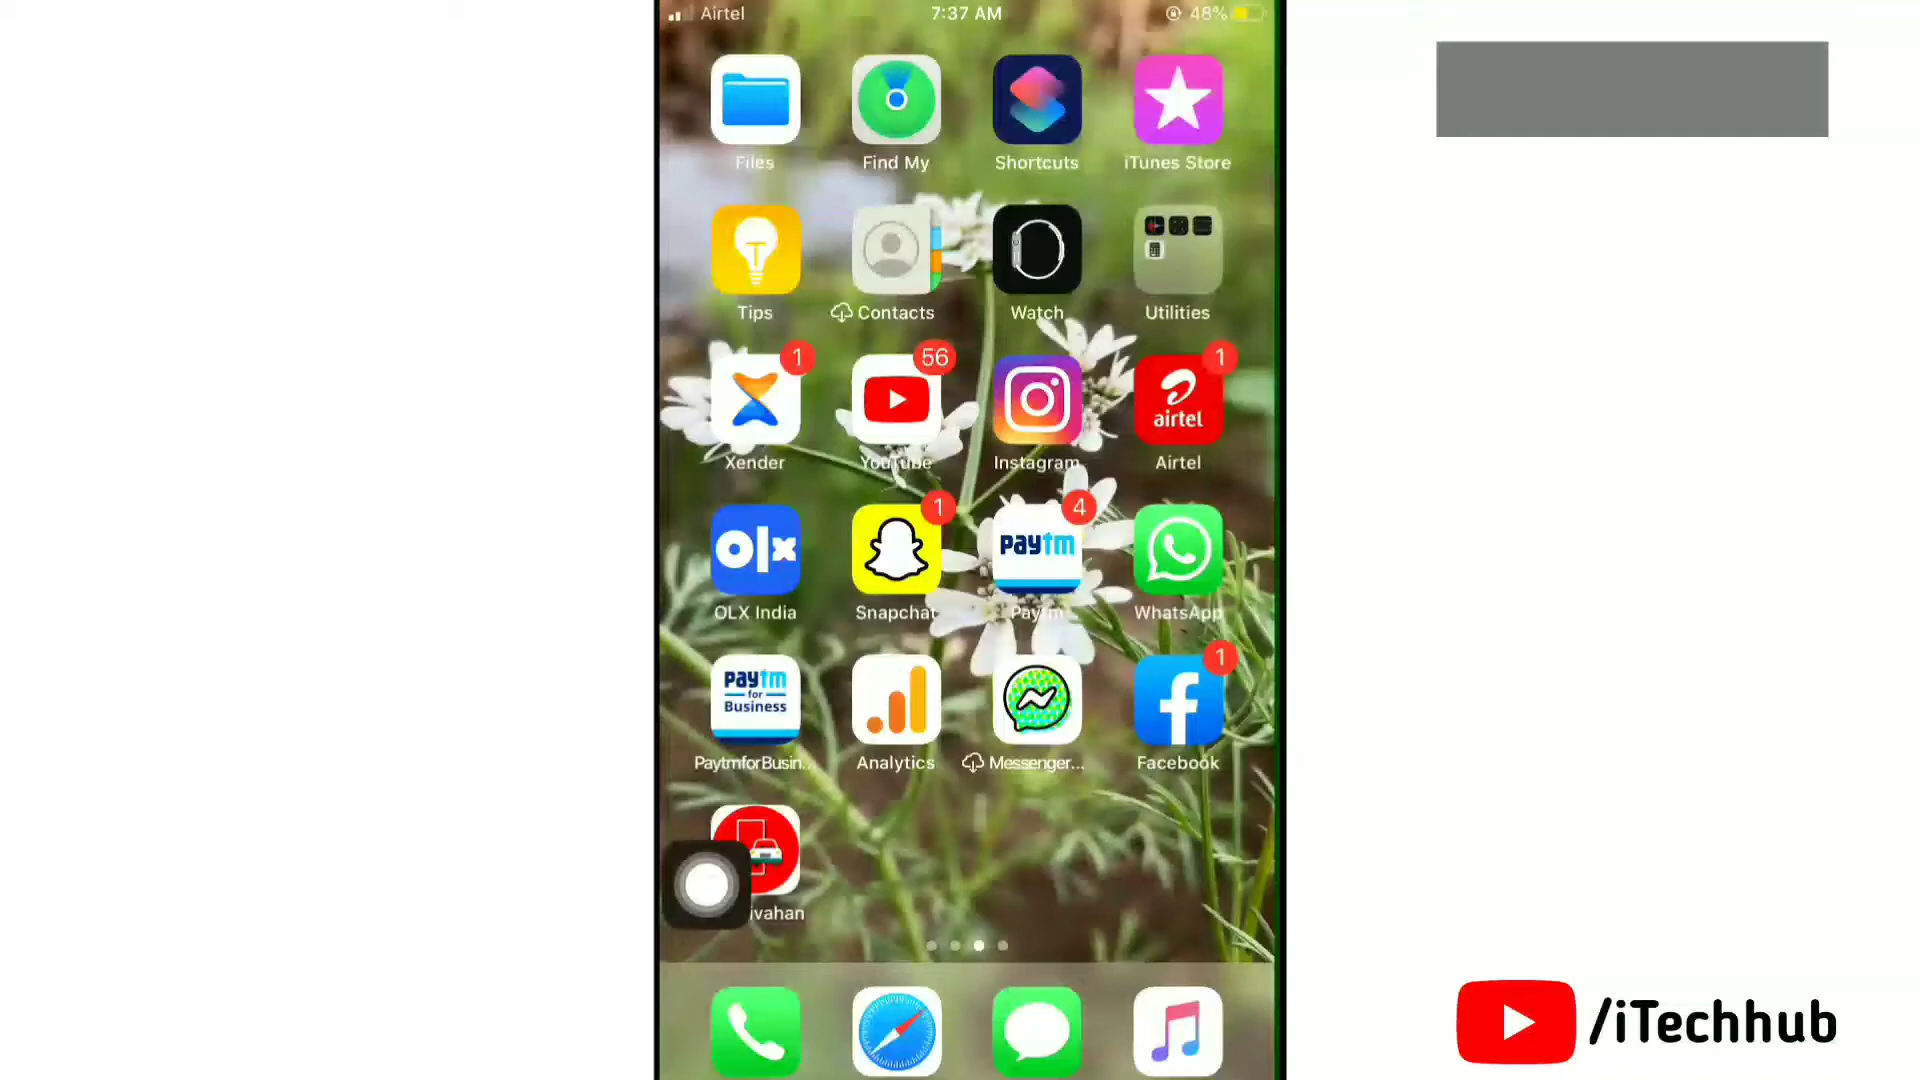 Airtel 7:37 AM 48%
Files Find My Shortcuts iTunes Store
Tips Contacts Watch Utilities
1 56 1
airtel
Xender YouTube Instagram Airtel
1 4
olx paytm
OLX India Snapchat Paytm WhatsApp
1
paytm
for
Business
PaytmforBusin... Analytics Messenger... Facebook
ivahan
/iTechhub